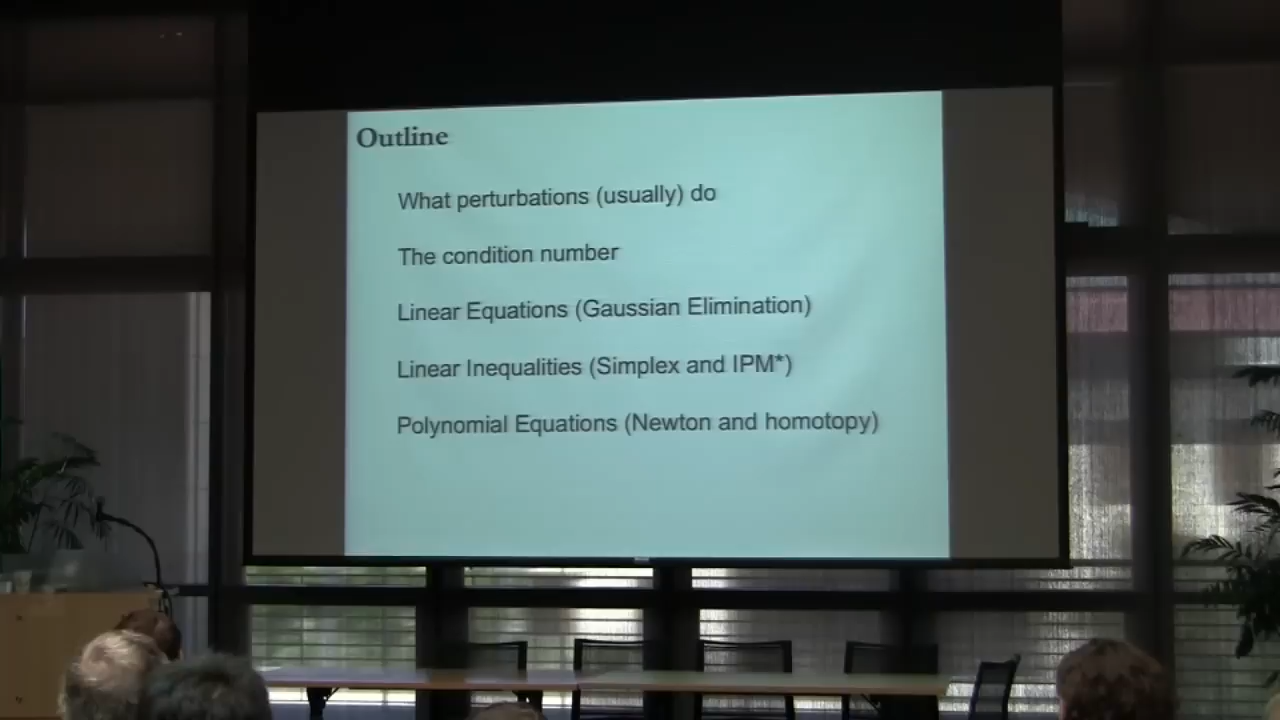 Outline
What perturbations (usually) do
The condition number
Linear Equations (Gaussian Elimination)
Linear Inequalities (Simplex and IPM*)
Polynomial Equations (Newton and homotopy)